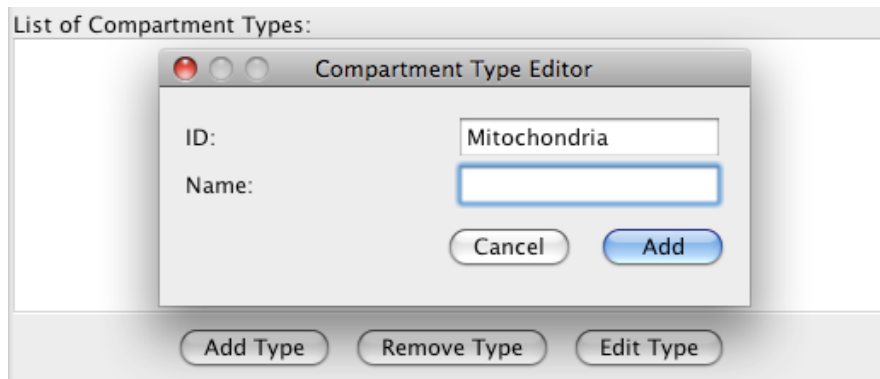 List of Compartment Types:
Compartment Type Editor
ID: Mitochondria
Name:
Cancel Add
Add Type Remove Type Edit Type